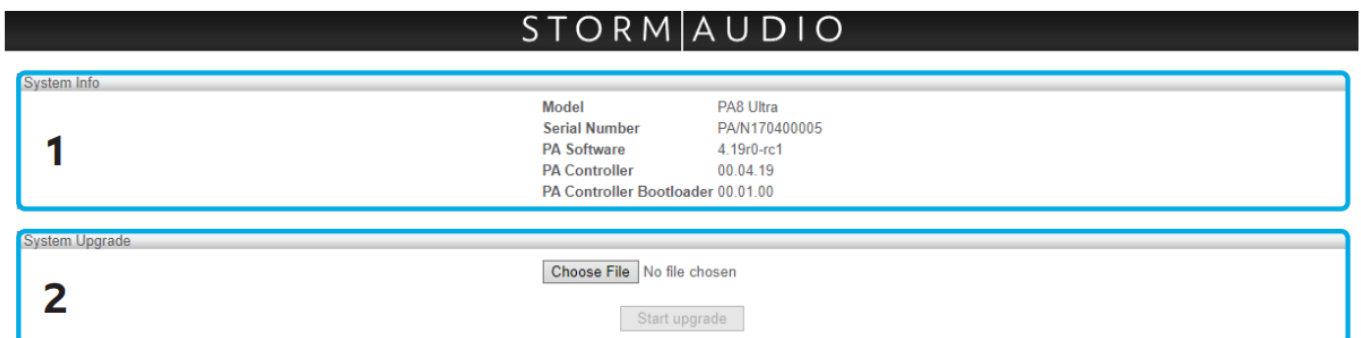 STORM AUDIO
System Info
1
Model PA8 Ultra
Serial Number PA/N170400005
PA Software 4.19r0-rc1
PA Controller 00.04.19
PA Controller Bootloader 00.01.00
System Upgrade
2
Choose File No file chosen
Start upgrade